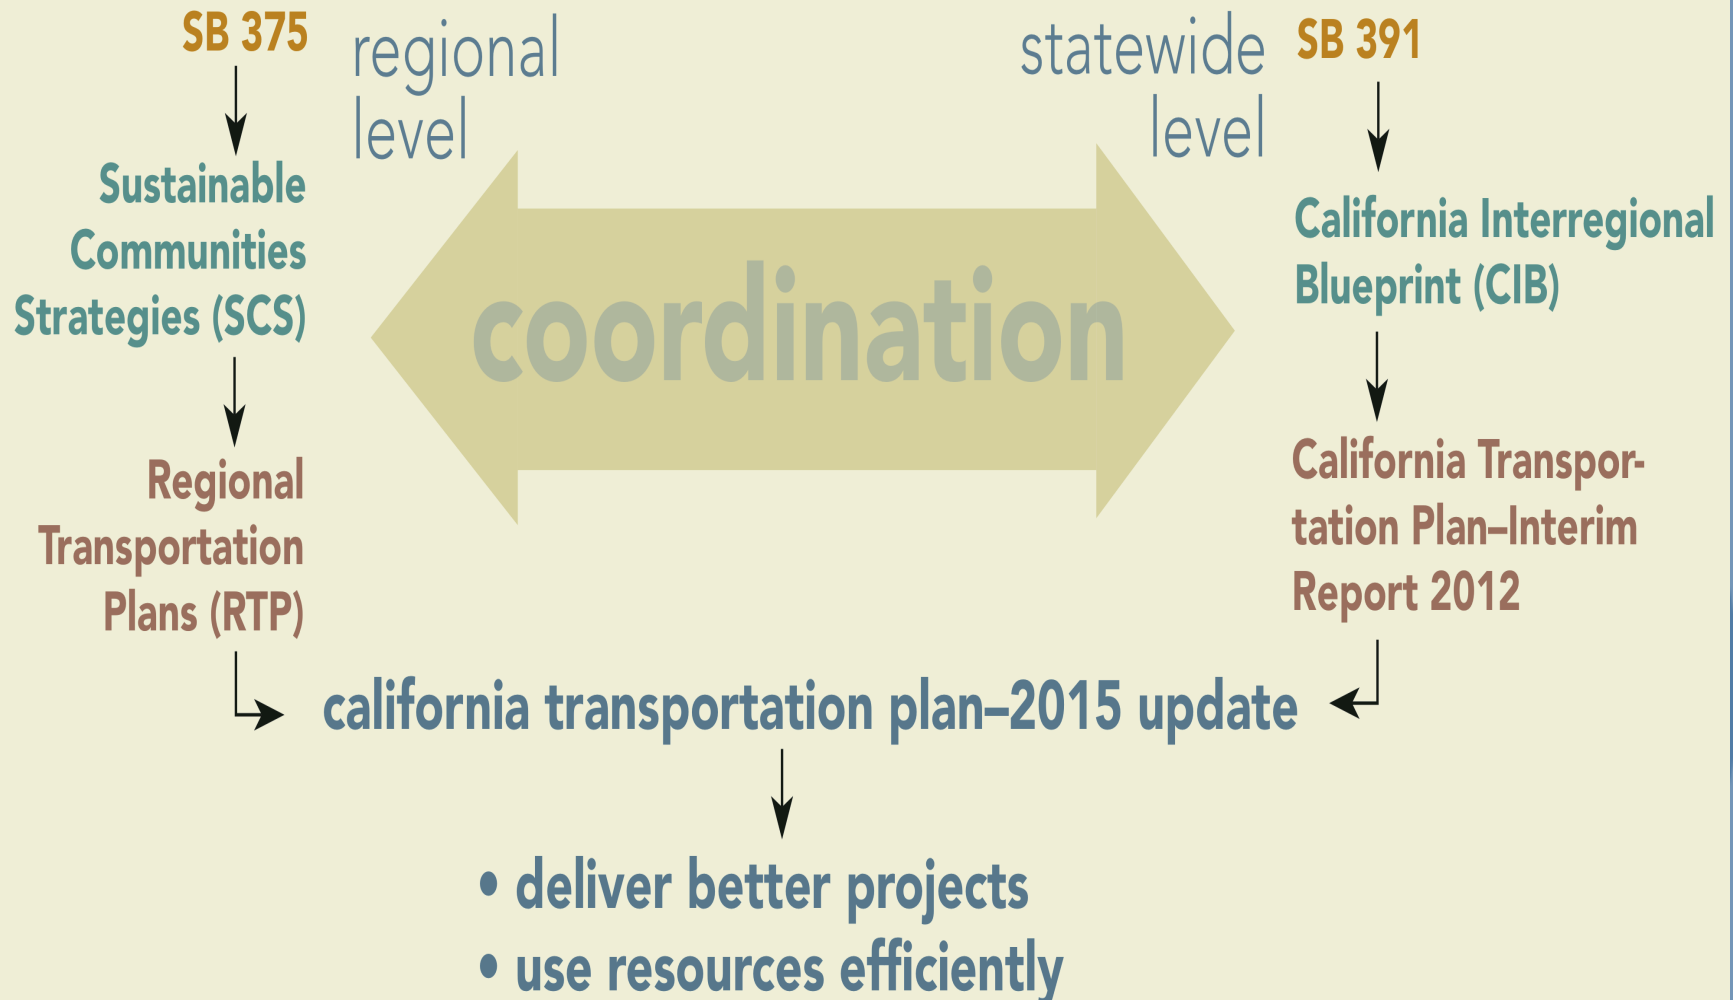 SB 375
regional
level
statewide
level
SB 391
Sustainable
Communities
Strategies (SCS)
California Interregional
Blueprint (CIB)
coordination
Regional
Transportation
Plans (RTP)
California Transpor-
tation Plan–Interim
Report 2012
california transportation plan–2015 update
• deliver better projects
• use resources efficiently